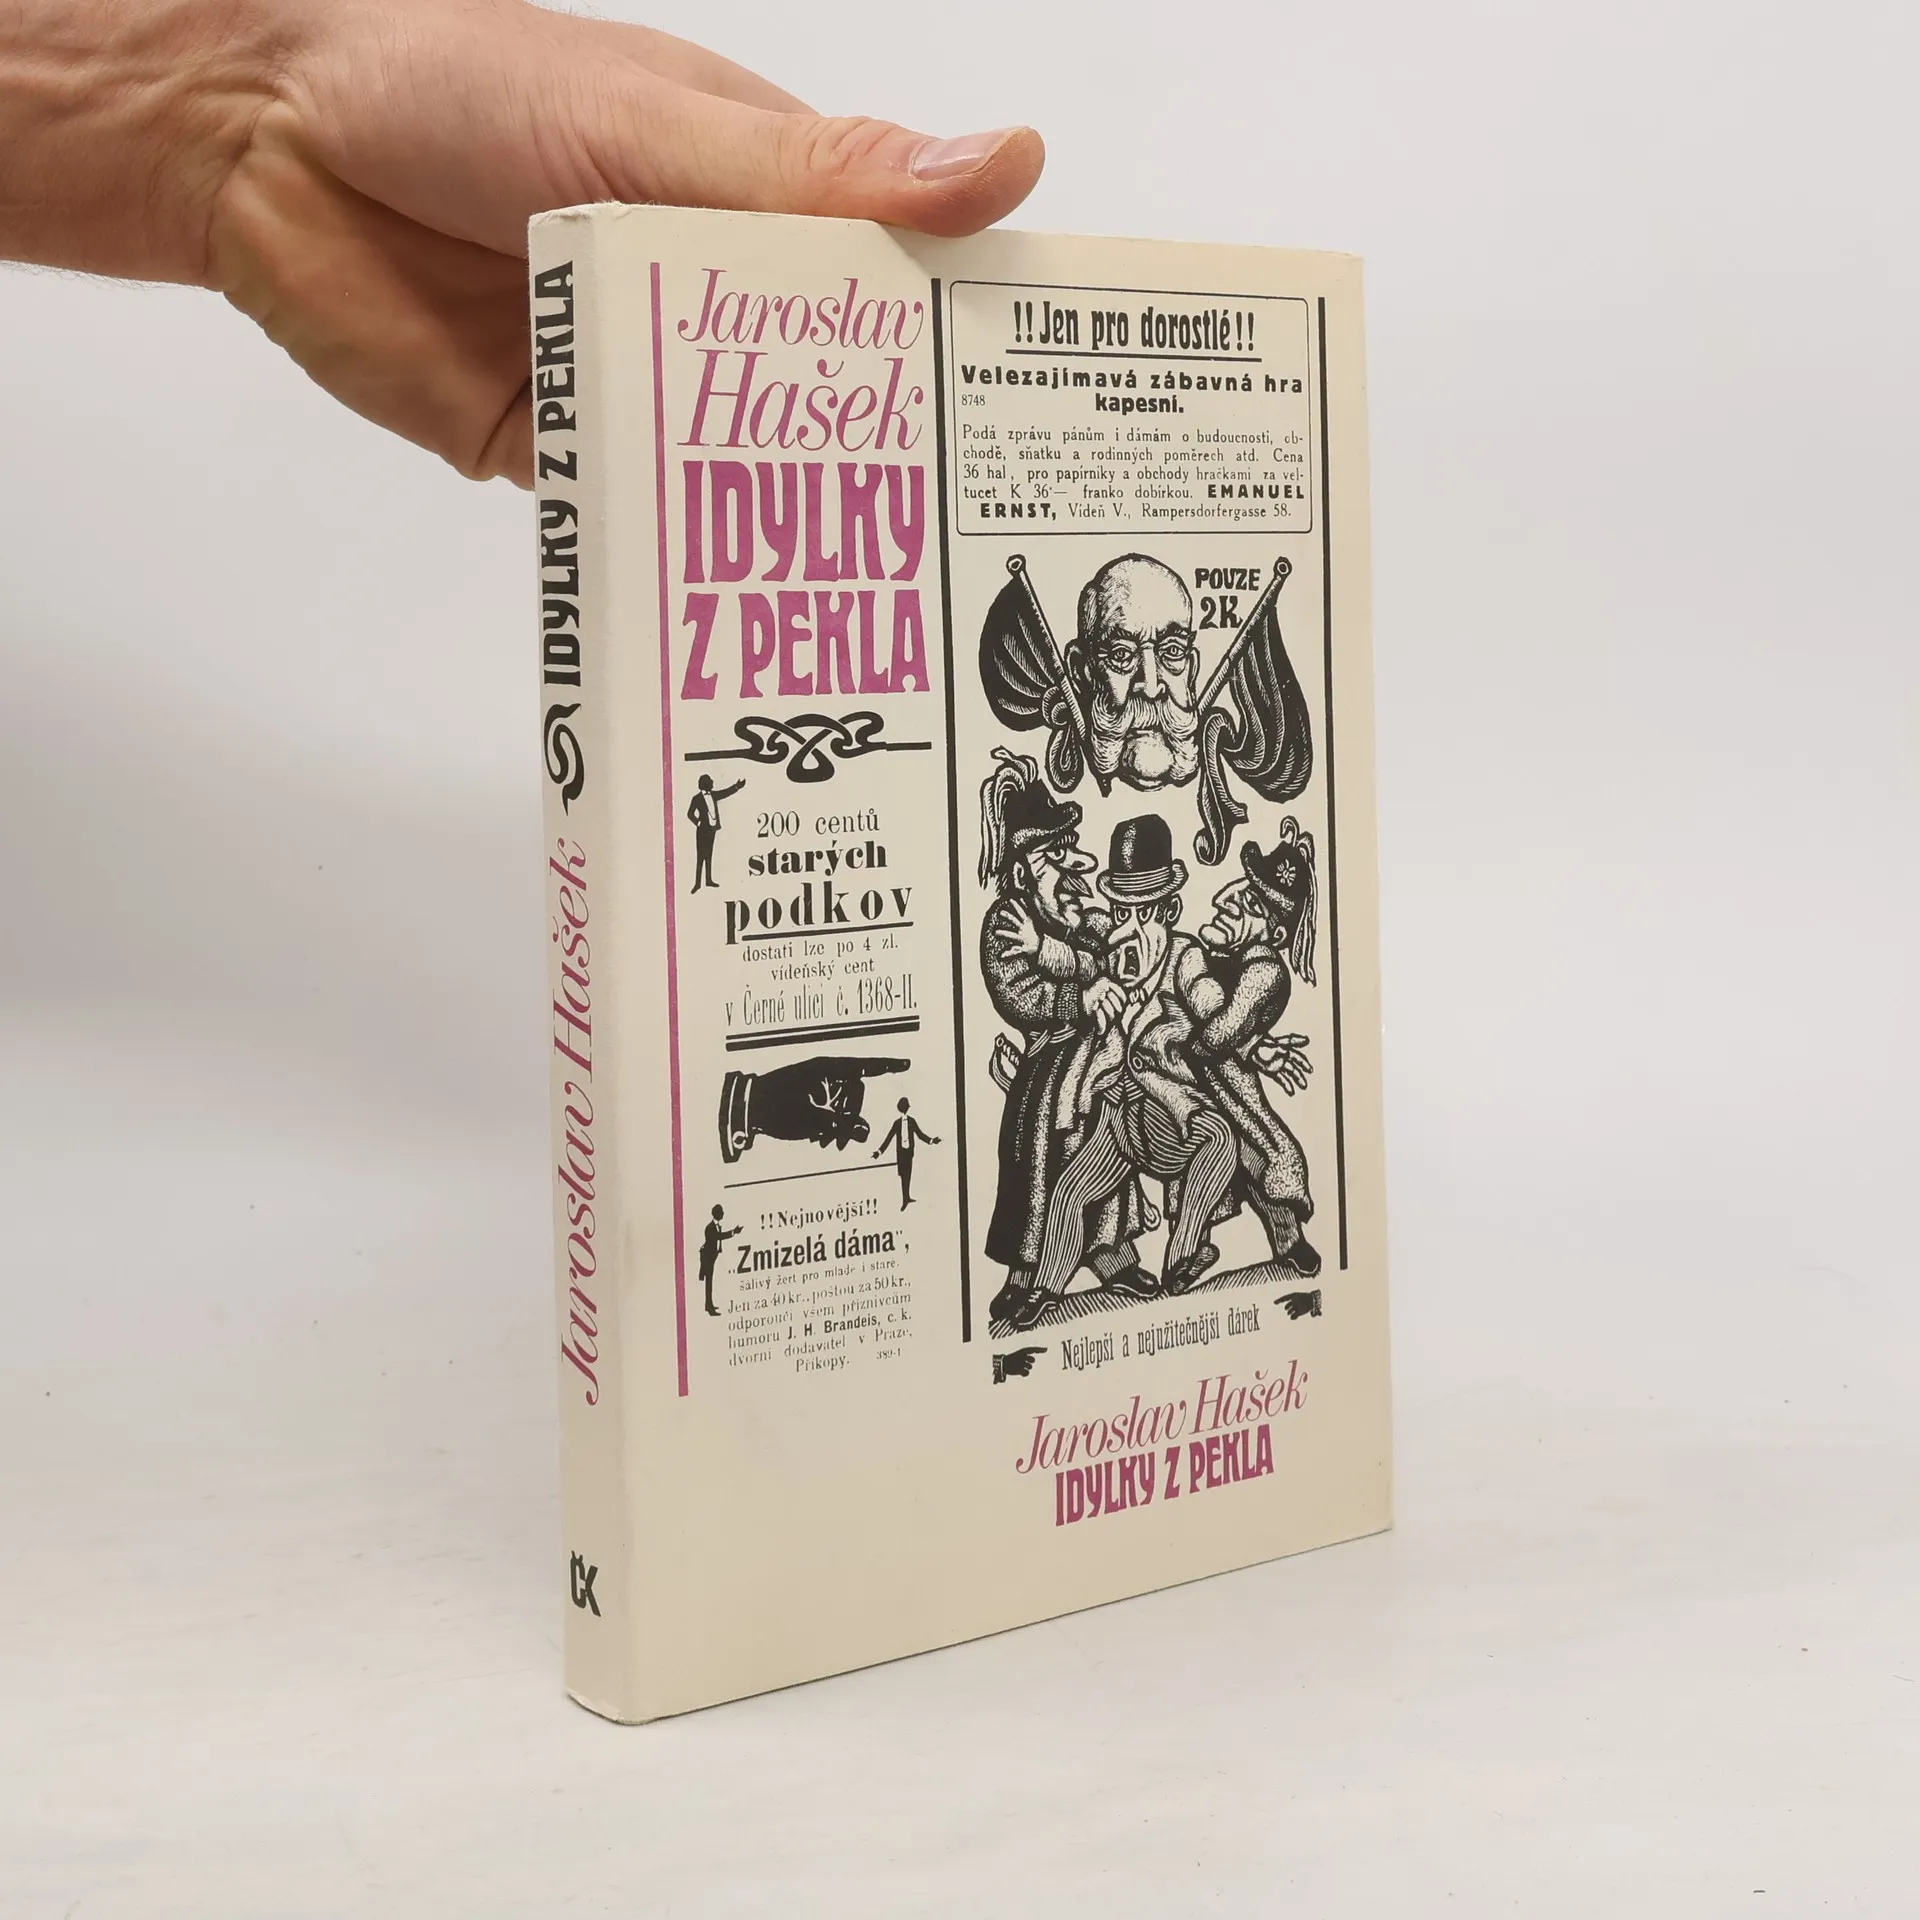 IDYLKY Z PEKLA
Jaroslav Hašek
ČK
Jaroslav
Hašek
IDYLKY
Z PEKLA
200 centů
starých
podkov
dostati lze po 4 zl.
vídeňský cent
v Černé ulici č. 1368-II.
!!Nejnovější!!
„Zmizelá dáma",
šálivý žert pro mladé i staré.
Jen za 40 kr., poštou za 50 kr.,
odporoučí všem příznivcům
humoru J. H. Brandeis, c. k.
dvorní dodavatel v Praze,
Příkopy. 389-1
!!Jen pro dorostlé!!
Velezajímavá zábavná hra
8748 kapesní.
Podá zprávu pánům i dámám o budoucnosti, ob-
chodě, sňatku a rodinných poměrech atd. Cena
36 hal, pro papírníky a obchody hračkami za vel-
tucet K 36·— franko dobírkou. EMANUEL
ERNST, Vídeň V., Rampersdorfergasse 58.
POUZE
2K
Nejlepší a nejužitečnější dárek
Jaroslav Hašek
IDYLKY Z PEKLA